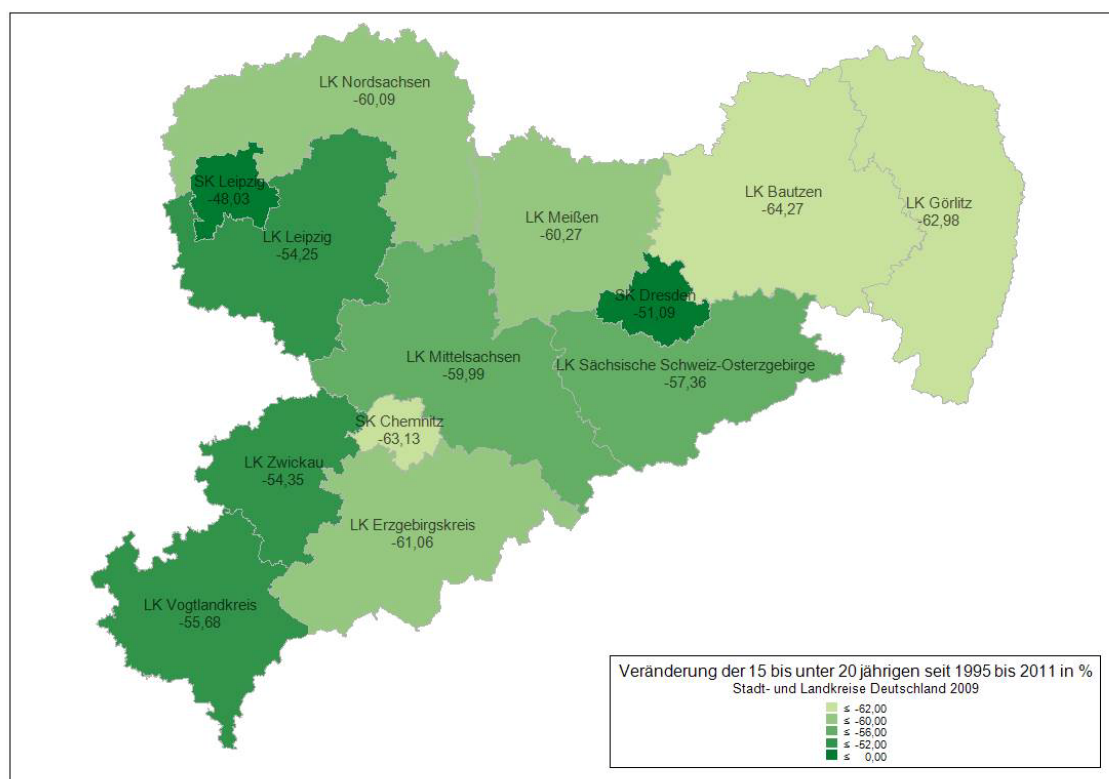 LK Nordsachsen
-60,09
SK Leipzig
-48,03
LK Leipzig
-54,25
LK Meißen
-60,27
LK Bautzen
-64,27
LK Görlitz
-62,98
SK Dresden
-51,09
LK Mittelsachsen
-59,99
LK Sächsische Schweiz-Osterzgebirge
-57,36
SK Chemnitz
-63,13
LK Zwickau
-54,35
LK Erzgebirgskreis
-61,06
LK Vogtlandkreis
-55,68
Veränderung der 15 bis unter 20 jährigen seit 1995 bis 2011 in %
Stadt- und Landkreise Deutschland 2009
≤ -62,00
≤ -60,00
≤ -56,00
≤ -52,00
≤ 0,00